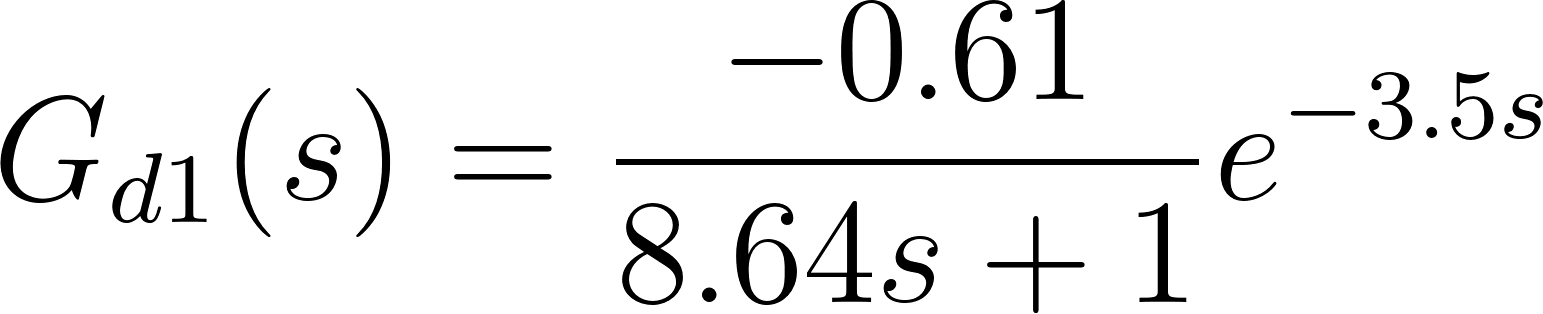 G_{d1}(s) = \frac{-0.61}{8.64s + 1} e^{-3.5s}